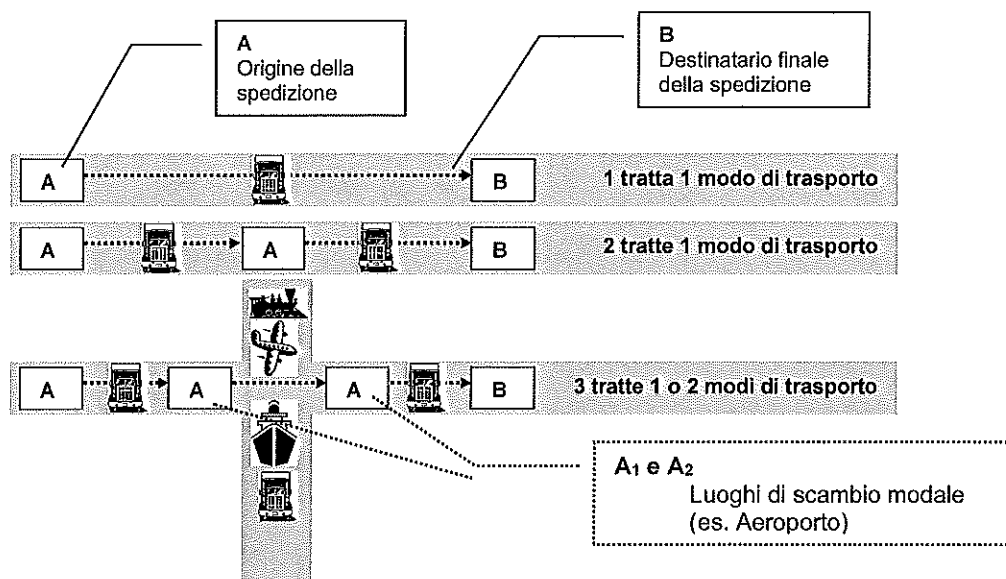 A
Origine della
spedizione
B
Destinatario finale
della spedizione
A B 1 tratta 1 modo di trasporto
A A B 2 tratte 1 modo di trasporto
A A A B 3 tratte 1 o 2 modi di trasporto
A1 e A2
Luoghi di scambio modale
(es. Aeroporto)